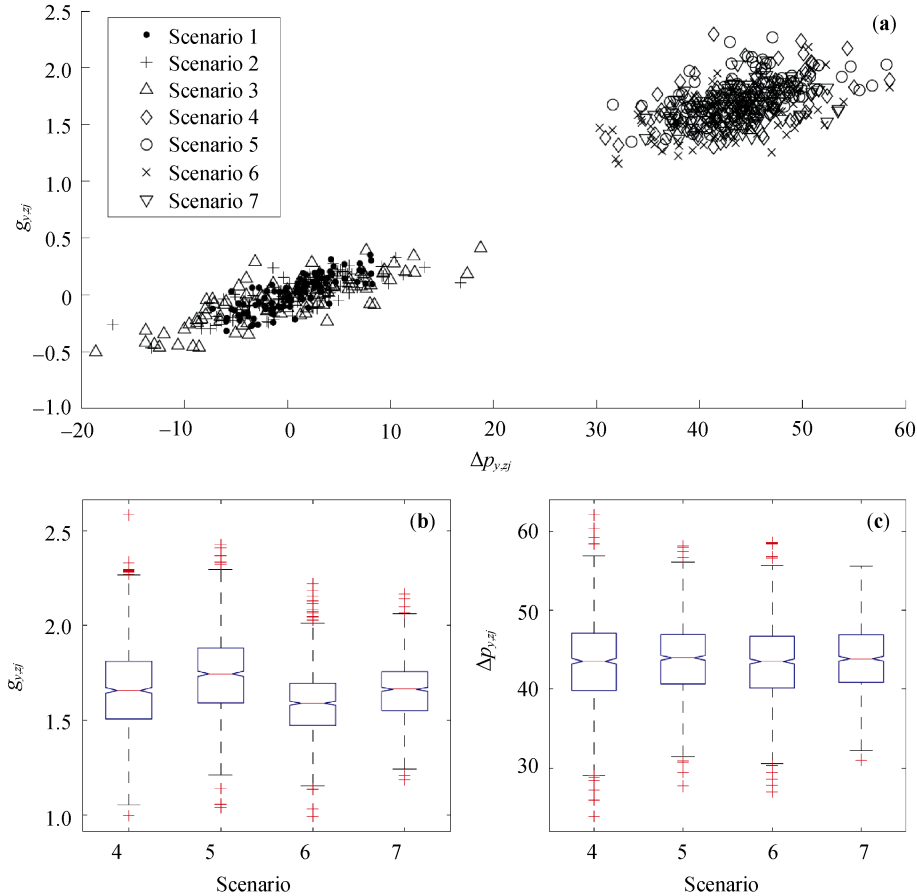 (a)
2.5
2.0
1.5
1.0
0.5
0
−0.5
−1.0
g_{y,zj}
Scenario 1
Scenario 2
Scenario 3
Scenario 4
Scenario 5
Scenario 6
Scenario 7
−20 −10 0 10 20 30 40 50 60
Δp_{y,zj}
(b)
2.5
2.0
1.5
1.0
g_{y,zj}
4 5 6 7
Scenario
(c)
60
50
40
30
Δp_{y,zj}
4 5 6 7
Scenario